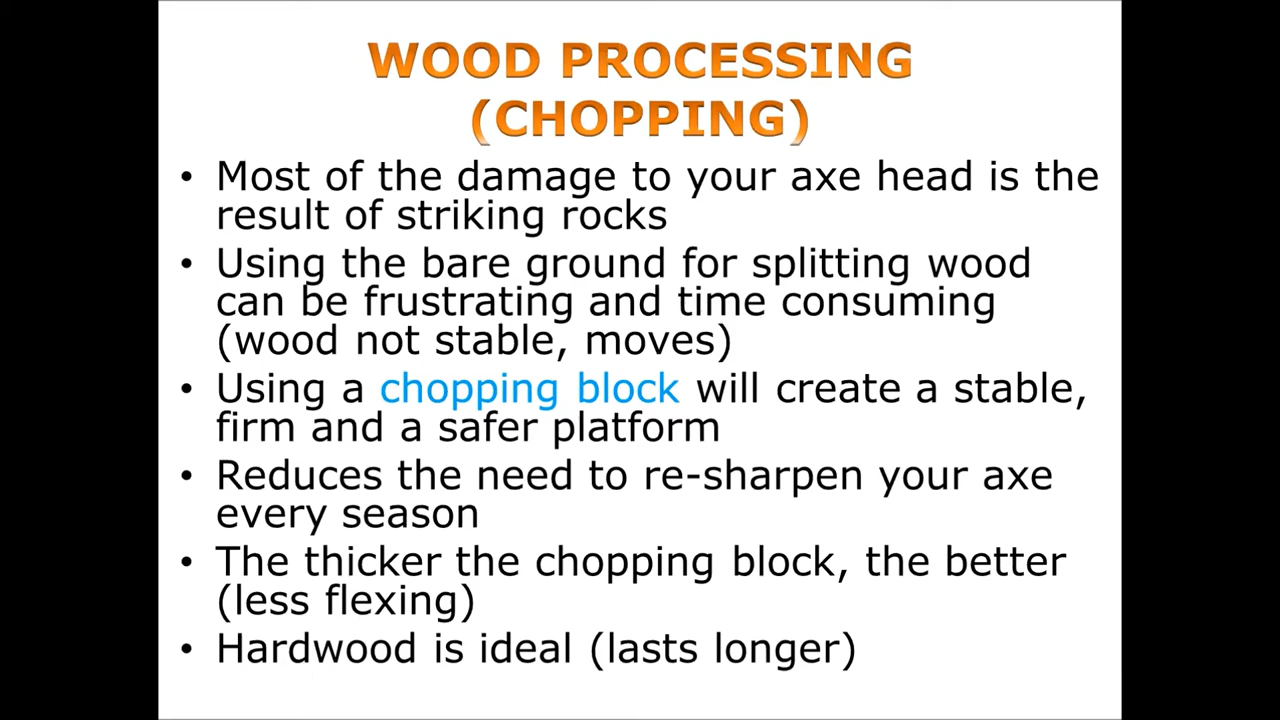 WOOD PROCESSING
(CHOPPING)
• Most of the damage to your axe head is the
result of striking rocks
• Using the bare ground for splitting wood
can be frustrating and time consuming
(wood not stable, moves)
• Using a chopping block will create a stable,
firm and a safer platform
• Reduces the need to re-sharpen your axe
every season
• The thicker the chopping block, the better
(less flexing)
• Hardwood is ideal (lasts longer)